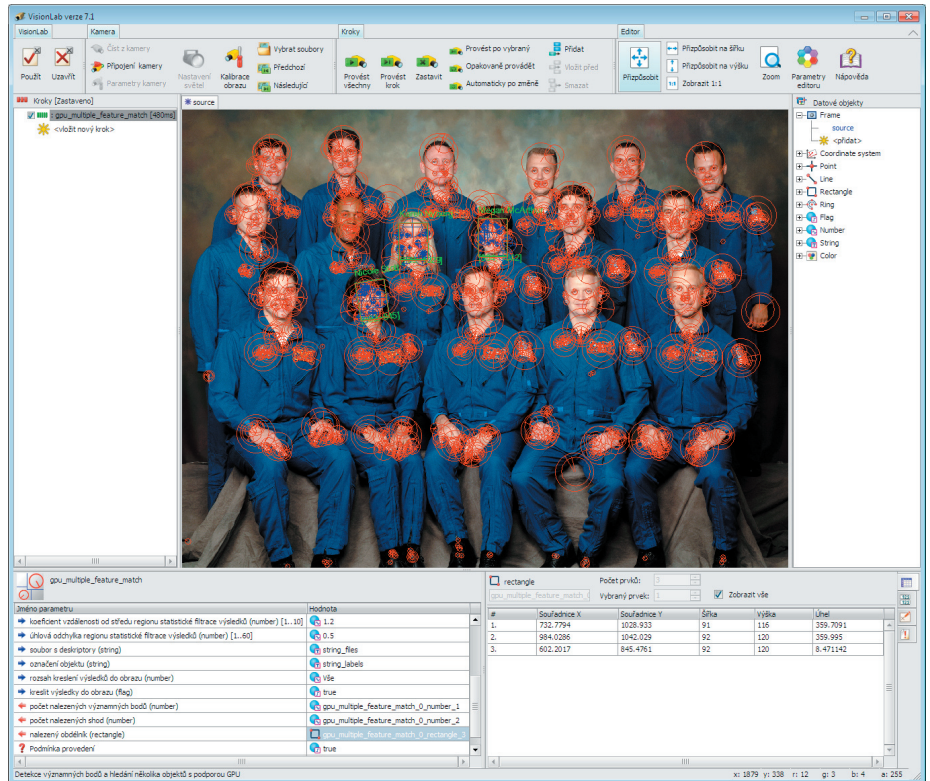 VisionLab verze 7.1
VisionLab Kamera Kroky Editor
Použít
Uzavřít
Číst z kamery
Připojení kamery
Parametry kamery
Nastavení světel
Kalibrace obrazu
Vybrat soubory
Předchozí
Následující
Provést všechny
Provést krok
Zastavit
Provést po vybraný
Opakovaně provádět
Automaticky po změně
Přidat
Vložit před
Smazat
Přizpůsobit
Přizpůsobit na šířku
Přizpůsobit na výšku
Zobrazit 1:1
Zoom
Parametry editoru
Nápověda
Kroky [Zastaveno]
: gpu_multiple_feature_match [480ms]
<vložit nový krok>
source
Datové objekty
Frame
source
<přidat>
Coordinate system
Point
Line
Rectangle
Ring
Flag
Number
String
Color
gpu_multiple_feature_match
Jméno parametru Hodnota
koeficient vzdálenosti od středu regionu statistické filtrace výsledků (number) [1..10] 1.2
úhlová odchylka regionu statistické filtrace výsledků (number) [1..60] 0.5
soubor s deskriptory (string) string_files
označení objektu (string) string_labels
rozsah kreslení výsledků do obrazu (number) Vše
kreslit výsledky do obrazu (flag) true
počet nalezených významných bodů (number) gpu_multiple_feature_match_0_number_1
počet nalezených shod (number) gpu_multiple_feature_match_0_number_2
nalezený obdélník (rectangle) gpu_multiple_feature_match_0_rectangle_3
Podmínka provedení true
rectangle
Počet prvků: 3
gpu_multiple_feature_match_(
Vybraný prvek: 1
Zobrazit vše
# Souřadnice X Souřadnice Y Šířka Výška Úhel
1. 732.7794 1028.933 91 116 359.7091
2. 984.0286 1042.029 92 120 359.995
3. 602.2017 845.4761 92 120 8.471142
Detekce významných bodů a hledání několika objektů s podporou GPU
x: 1879 y: 338 r: 12 g: 3 b: 4 a: 255